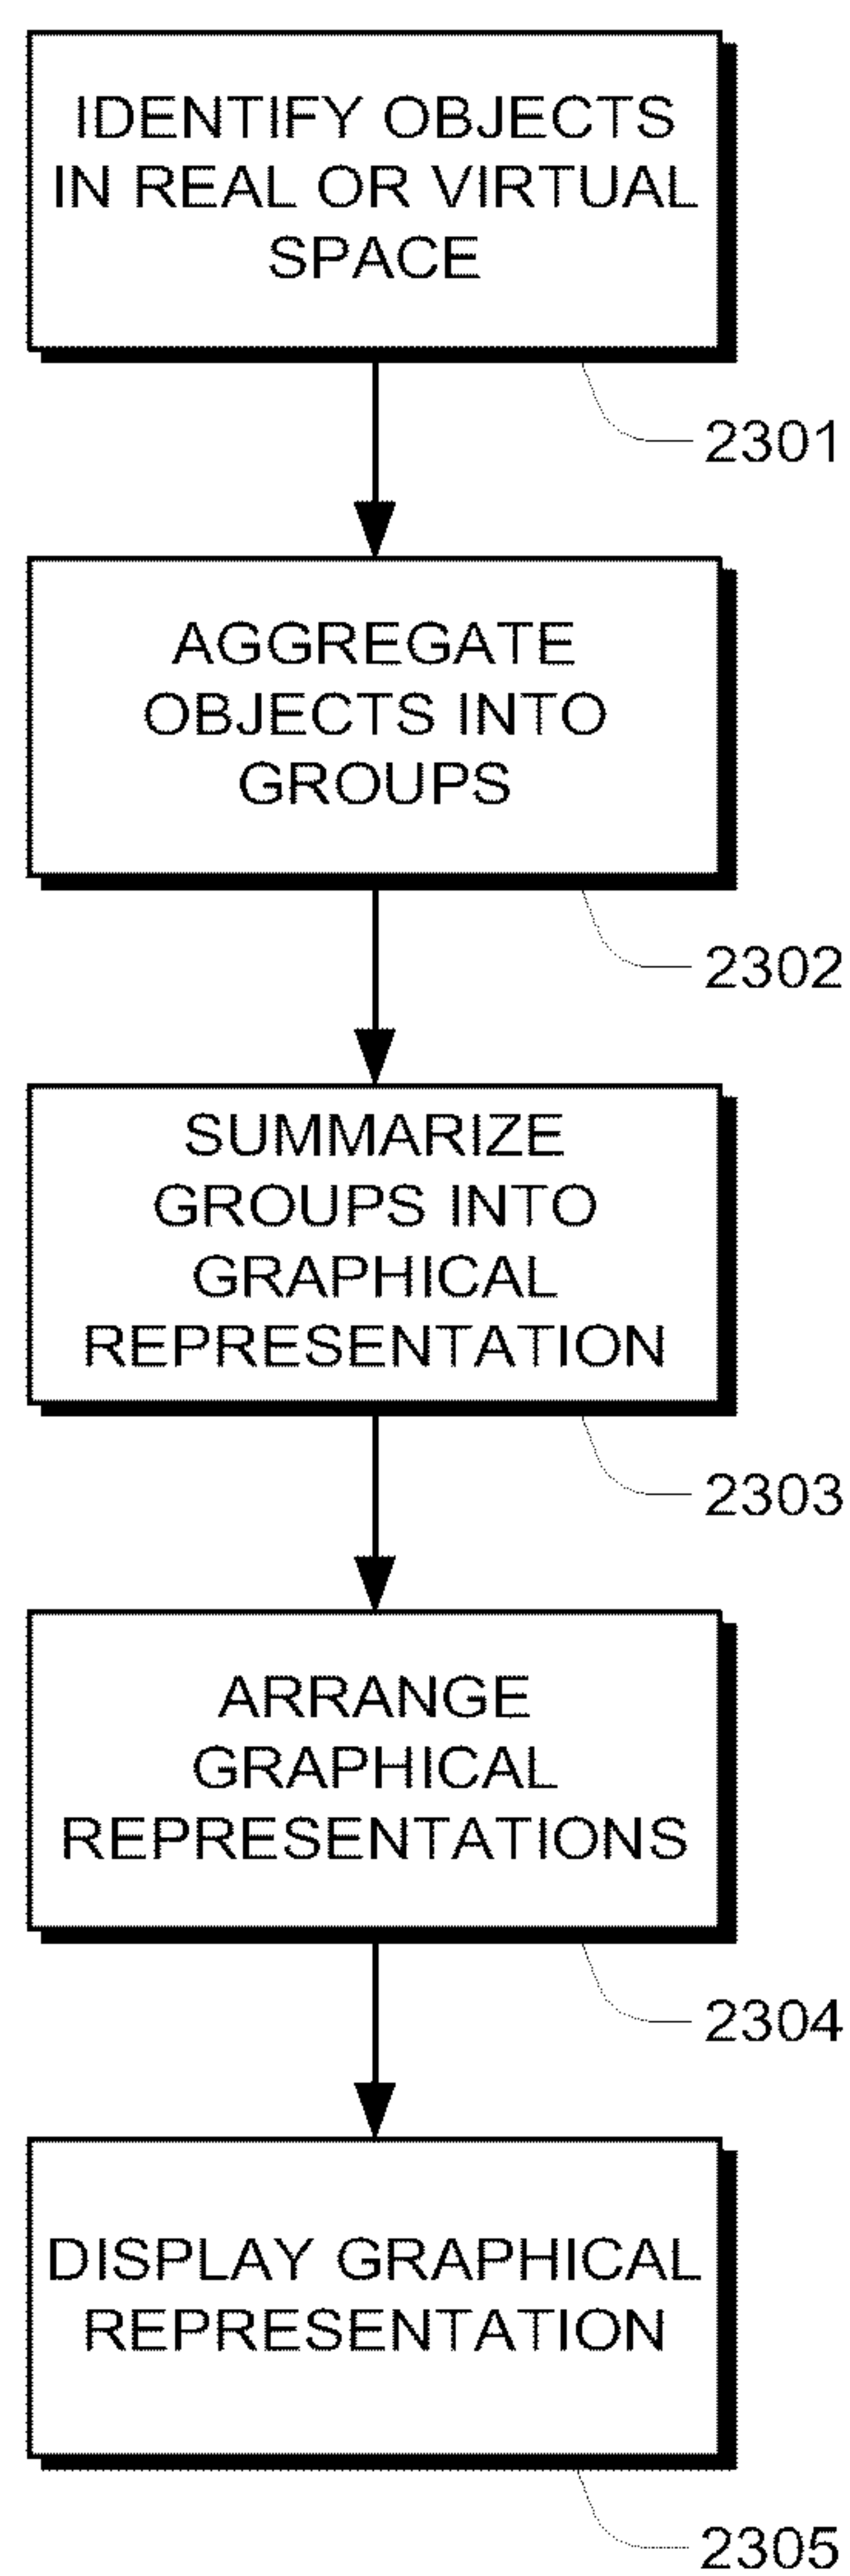 IDENTIFY OBJECTS
IN REAL OR VIRTUAL
SPACE
2301
AGGREGATE
OBJECTS INTO
GROUPS
2302
SUMMARIZE
GROUPS INTO
GRAPHICAL
REPRESENTATION
2303
ARRANGE
GRAPHICAL
REPRESENTATIONS
2304
DISPLAY GRAPHICAL
REPRESENTATION
2305